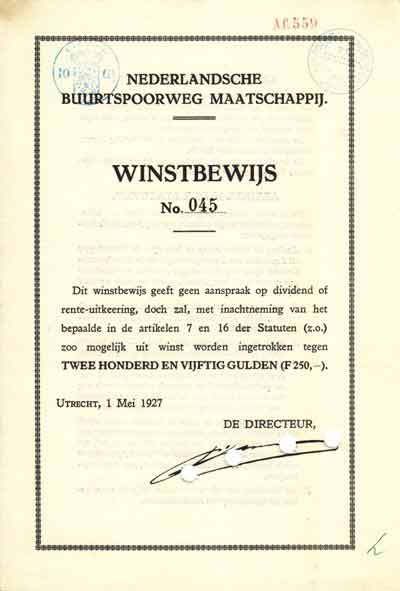 AC.559
NEDERLANDSCHE
BUURTSPOORWEG MAATSCHAPPIJ.
WINSTBEWIJS
No. 045
Dit winstbewijs geeft geen aanspraak op dividend of
rente-uitkeering, doch zal, met inachtneming van het
bepaalde in de artikelen 7 en 16 der Statuten (z.o.)
zoo mogelijk uit winst worden ingetrokken tegen
TWEE HONDERD EN VIJFTIG GULDEN (F 250,–).
UTRECHT, 1 Mei 1927
DE DIRECTEUR,